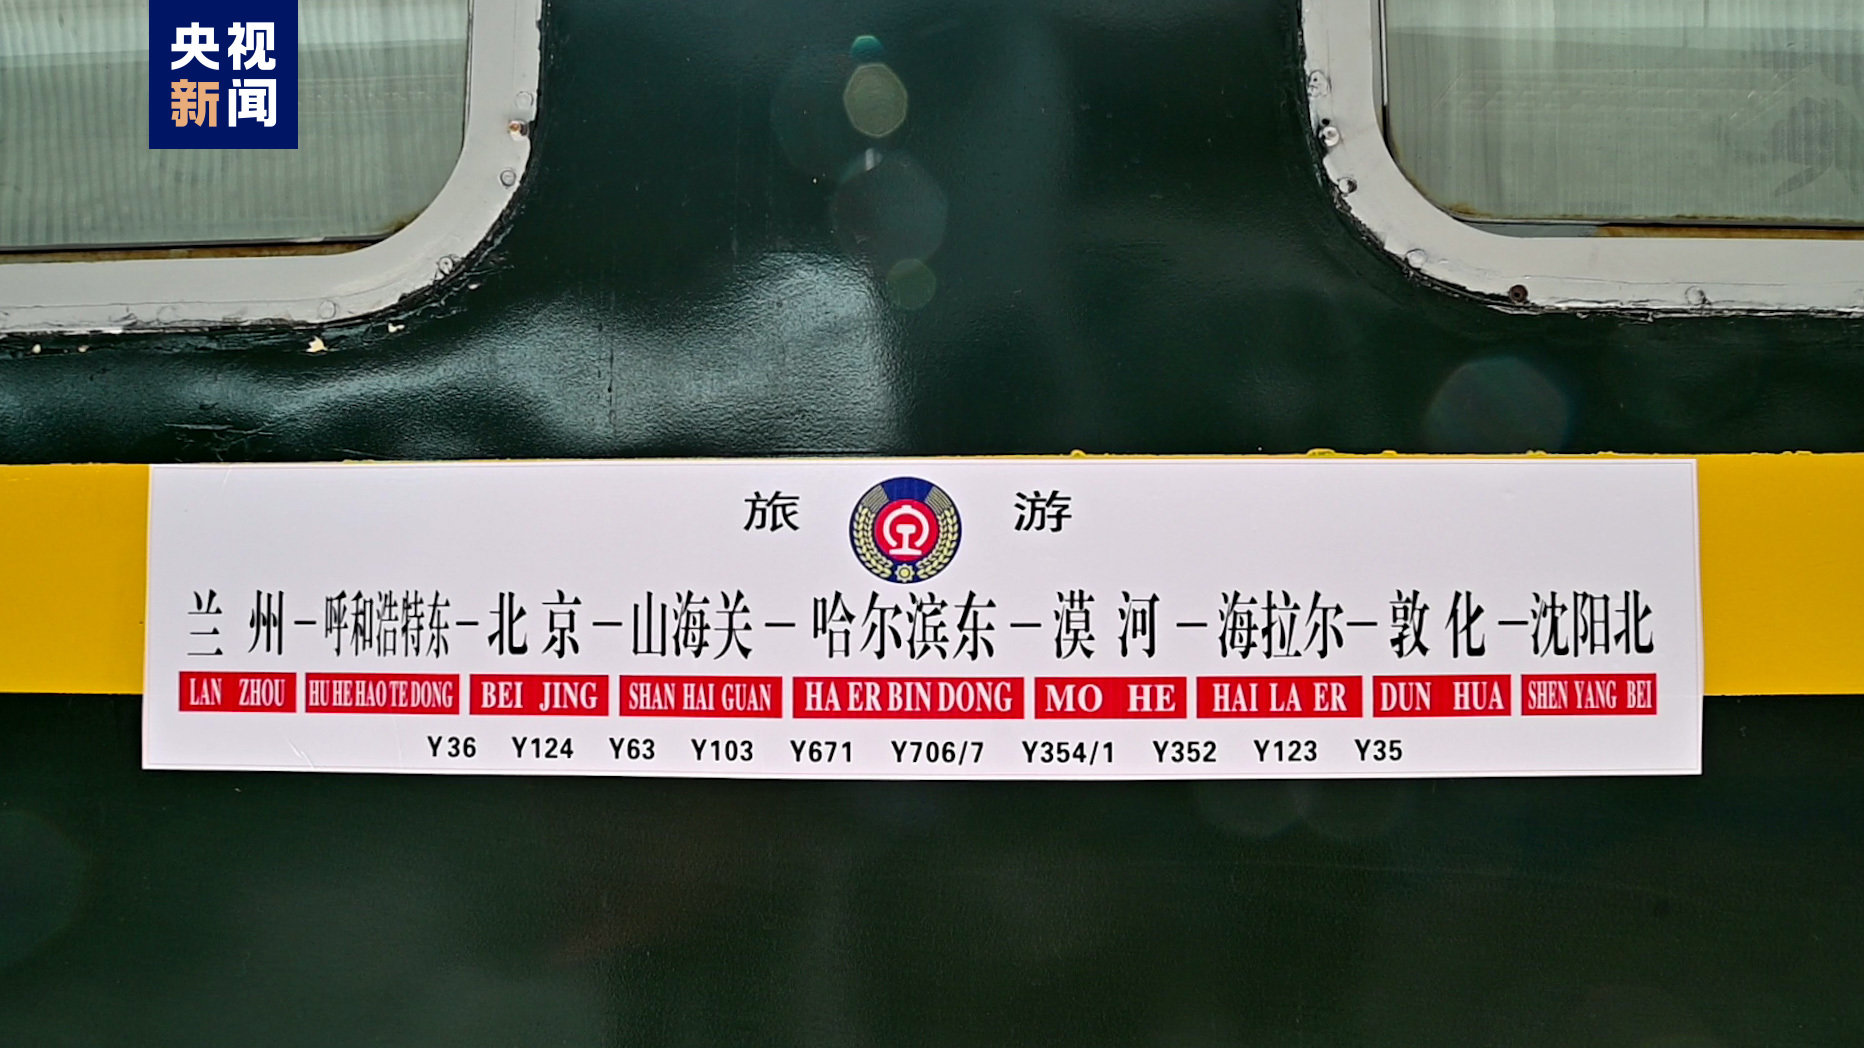 央视
新闻
旅 游
兰 州－呼和浩特东－北 京－山海关－哈尔滨东－漠 河－海拉尔－敦 化－沈阳北
LAN ZHOU HU HE HAO TE DONG BEI JING SHAN HAI GUAN HA ER BIN DONG MO HE HAI LA ER DUN HUA SHEN YANG BEI
Y36 Y124 Y63 Y103 Y671 Y706/7 Y354/1 Y352 Y123 Y35